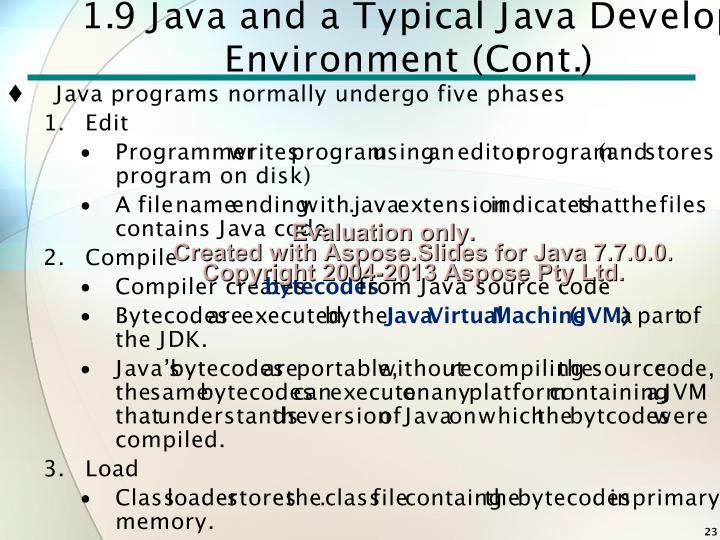 1.9 Java and a Typical Java Develop
Environment (Cont.)
Java programs normally undergo five phases
1. Edit
• Programmer writes program using an editor program (and stores
program on disk)
• A file name ending with .java extension indicates that the files
contains Java code
Evaluation only.
2. Compile
Created with Aspose.Slides for Java 7.7.0.0.
Copyright 2004-2013 Aspose Pty Ltd.
• Compiler creates bytecodes from Java source code
• Bytecodes are executed by the Java Virtual Machine (JVM) a part of
the JDK.
• Java's bytecodes are portable, without recompiling the source code,
the same bytecodes can execute on any platform containing a JVM
that understands the version of Java on which the bytcodes were
compiled.
3. Load
• Class loader stores the .class file containg the bytecodes in primary
memory.
23